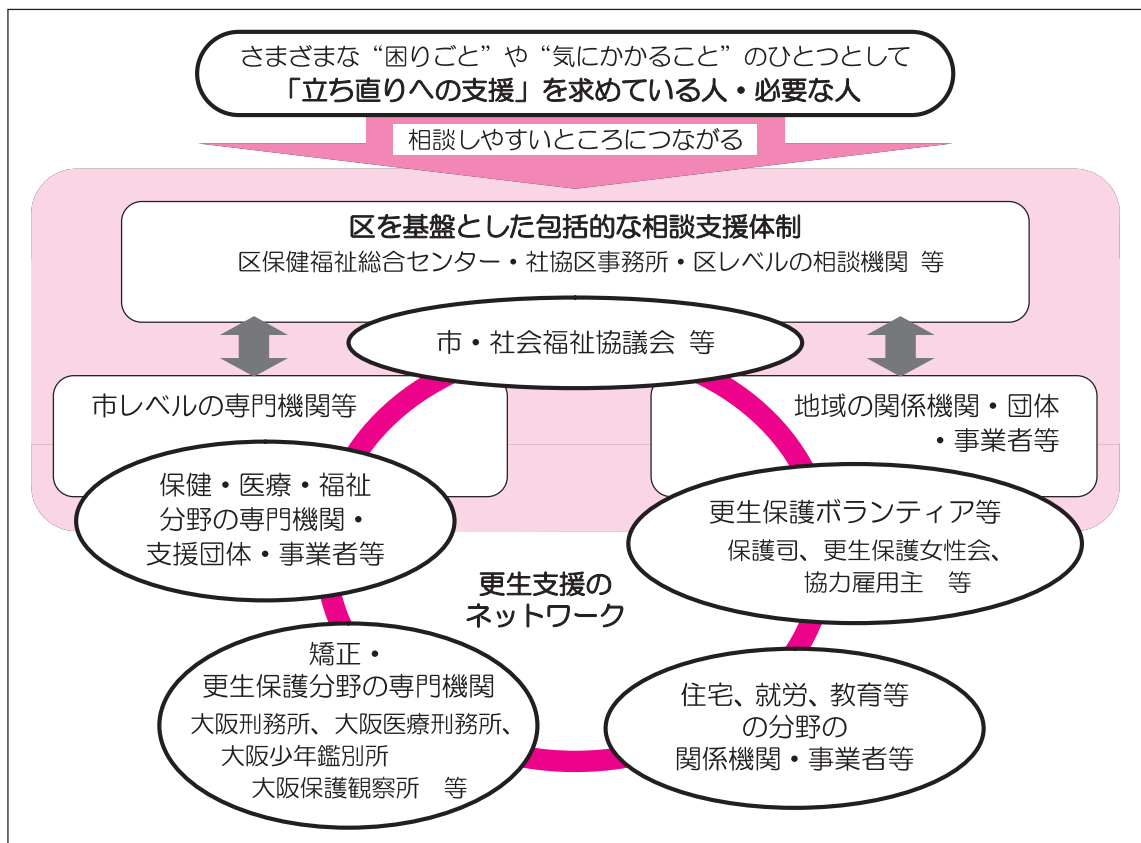 さまざまな“困りごと”や“気にかかること”のひとつとして
「立ち直りへの支援」を求めている人・必要な人
相談しやすいところにつながる
区を基盤とした包括的な相談支援体制
区保健福祉総合センター・社協区事務所・区レベルの相談機関 等
市・社会福祉協議会 等
市レベルの専門機関等
地域の関係機関・団体
・事業者等
保健・医療・福祉
分野の専門機関・
支援団体・事業者等
更生保護ボランティア等
保護司、更生保護女性会、
協力雇用主 等
更生支援の
ネットワーク
矯正・
更生保護分野の専門機関
大阪刑務所、大阪医療刑務所、
大阪少年鑑別所
大阪保護観察所 等
住宅、就労、教育等
の分野の
関係機関・事業者等